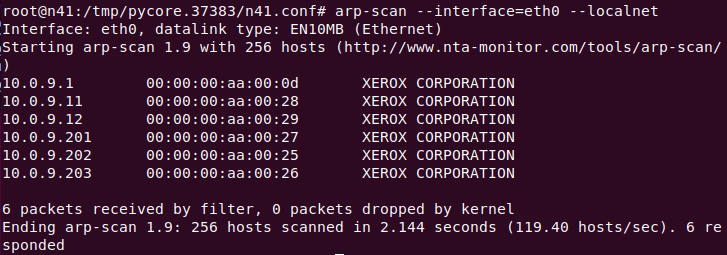 root@n41:/tmp/pycore.37383/n41.conf# arp-scan --interface=eth0 --localnet
Interface: eth0, datalink type: EN10MB (Ethernet)
Starting arp-scan 1.9 with 256 hosts (http://www.nta-monitor.com/tools/arp-scan/
)
10.0.9.1 00:00:00:aa:00:0d XEROX CORPORATION
10.0.9.11 00:00:00:aa:00:28 XEROX CORPORATION
10.0.9.12 00:00:00:aa:00:29 XEROX CORPORATION
10.0.9.201 00:00:00:aa:00:27 XEROX CORPORATION
10.0.9.202 00:00:00:aa:00:25 XEROX CORPORATION
10.0.9.203 00:00:00:aa:00:26 XEROX CORPORATION
6 packets received by filter, 0 packets dropped by kernel
Ending arp-scan 1.9: 256 hosts scanned in 2.144 seconds (119.40 hosts/sec). 6 re
sponded